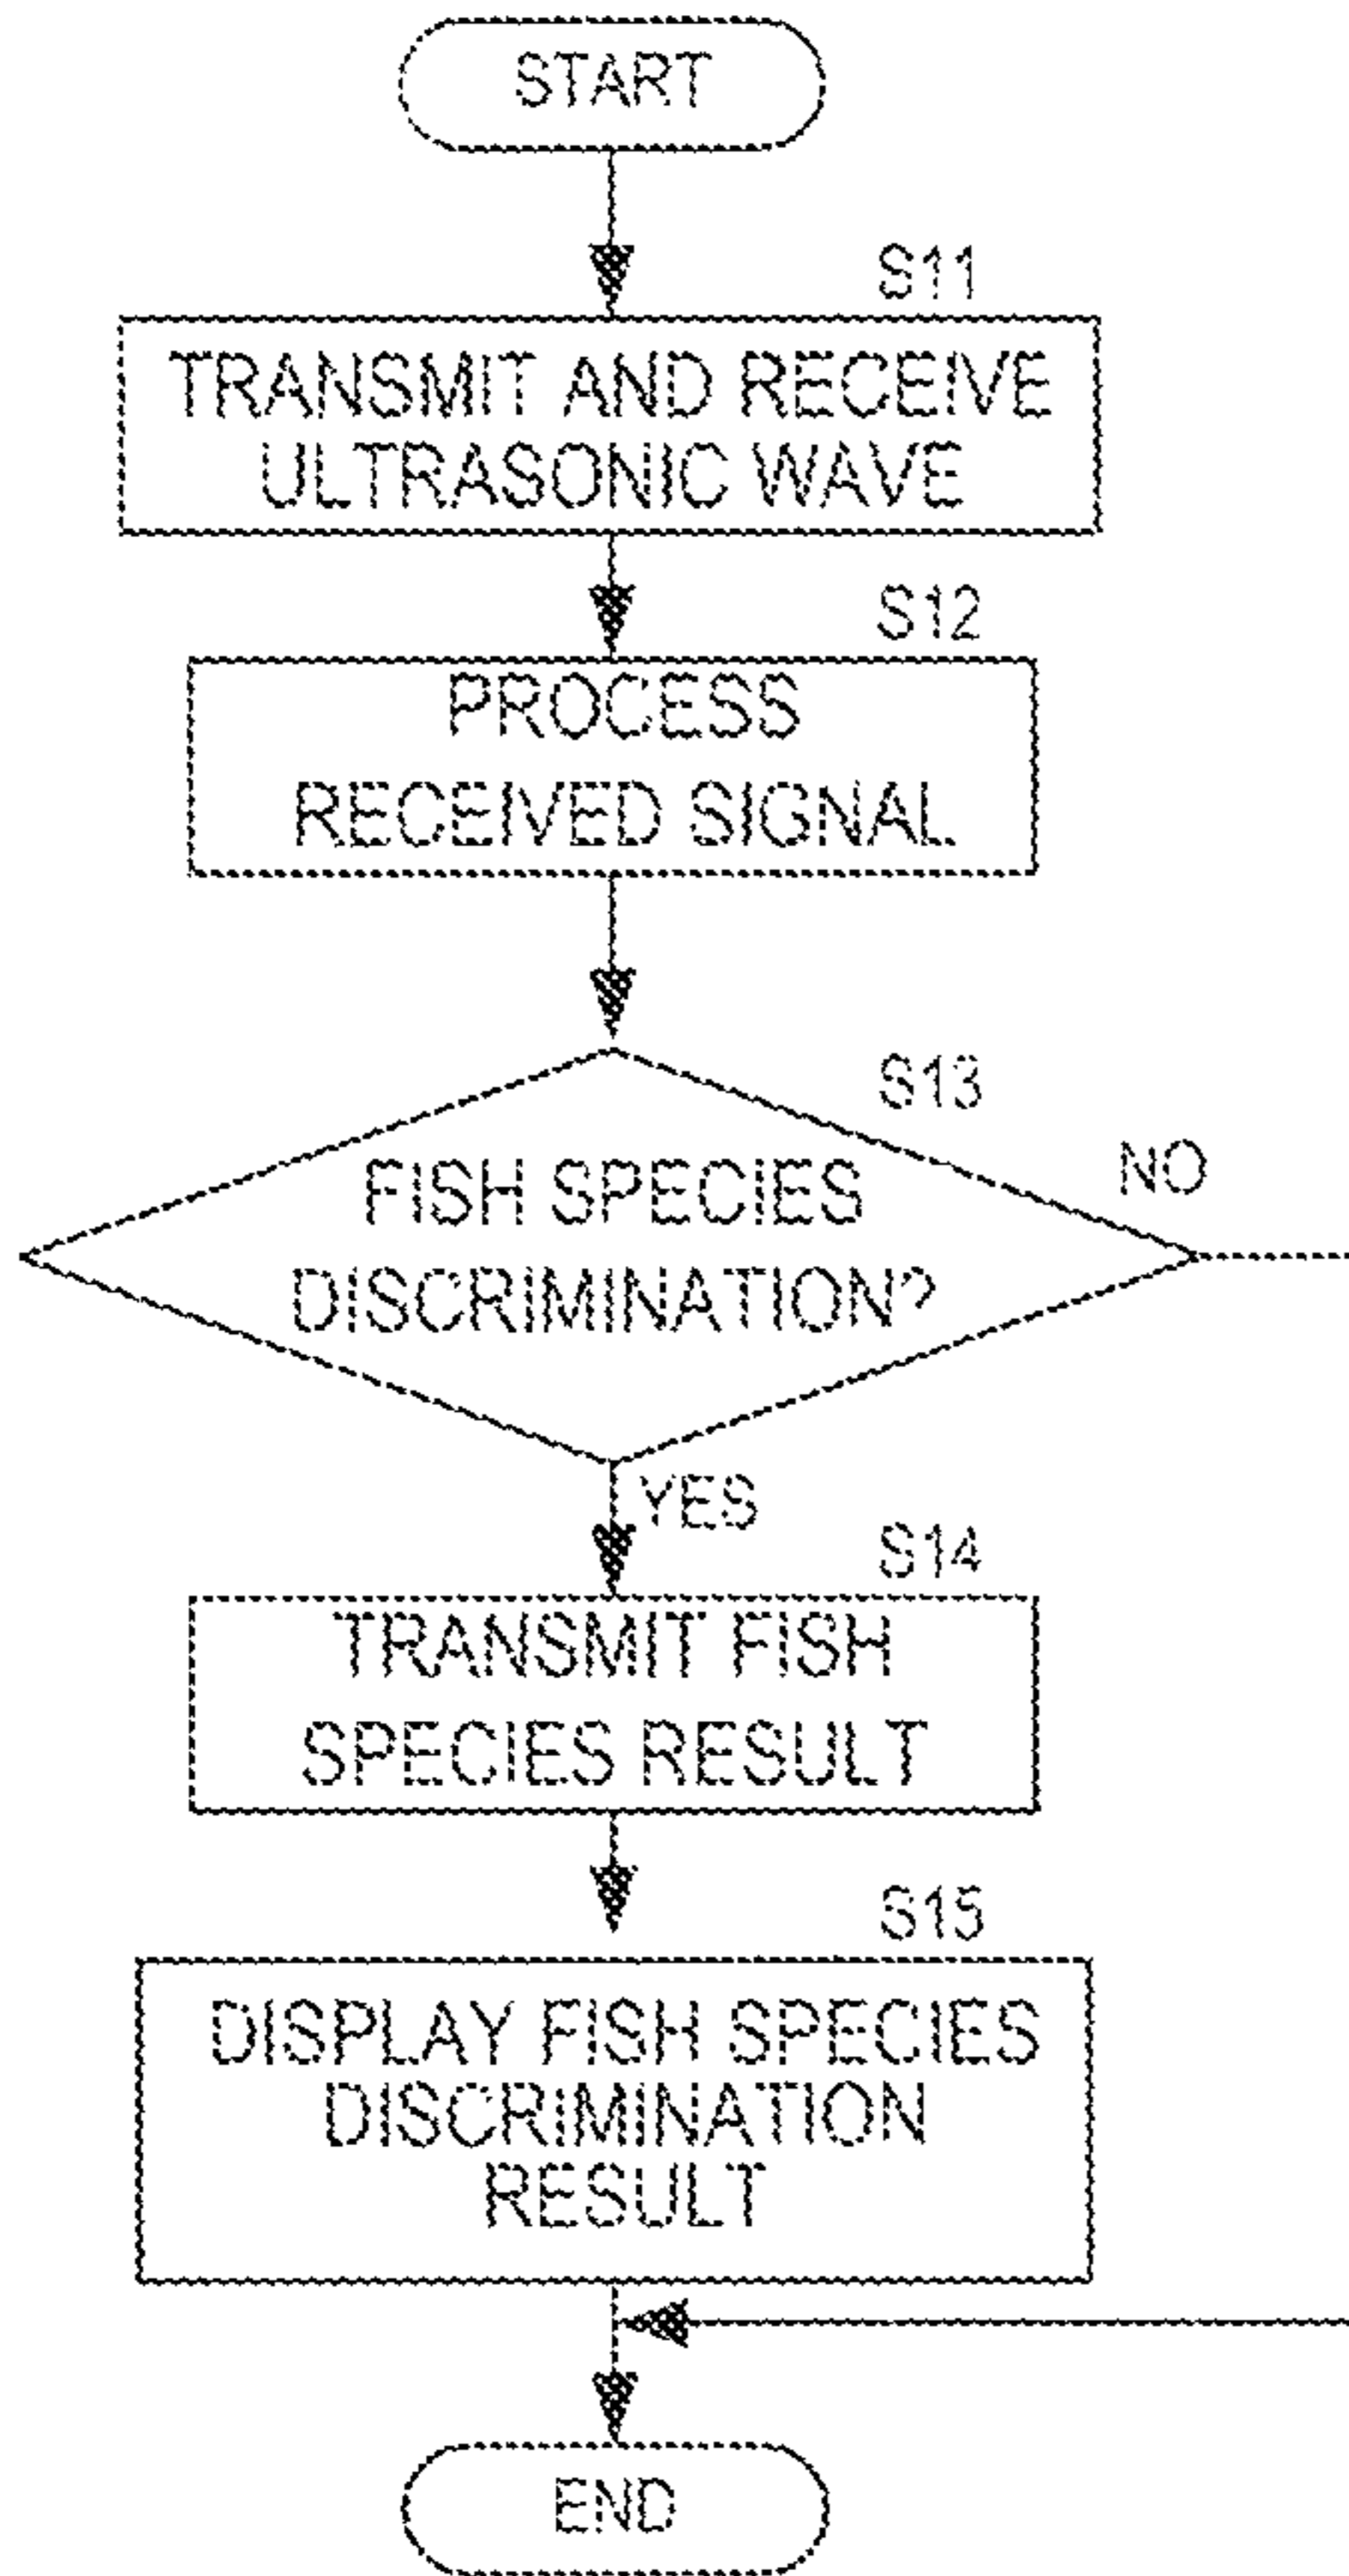 START
S11
TRANSMIT AND RECEIVE
ULTRASONIC WAVE
S12
PROCESS
RECEIVED SIGNAL
S13
NO
FISH SPECIES
DISCRIMINATION?
YES
S14
TRANSMIT FISH
SPECIES RESULT
S15
DISPLAY FISH SPECIES
DISCRIMINATION
RESULT
END